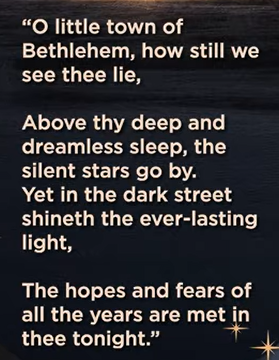 “O little town of
Bethlehem, how still we
see thee lie,
Above thy deep and
dreamless sleep, the
silent stars go by.
Yet in the dark street
shineth the ever-lasting
light,
The hopes and fears of
all the years are met in
thee tonight.”